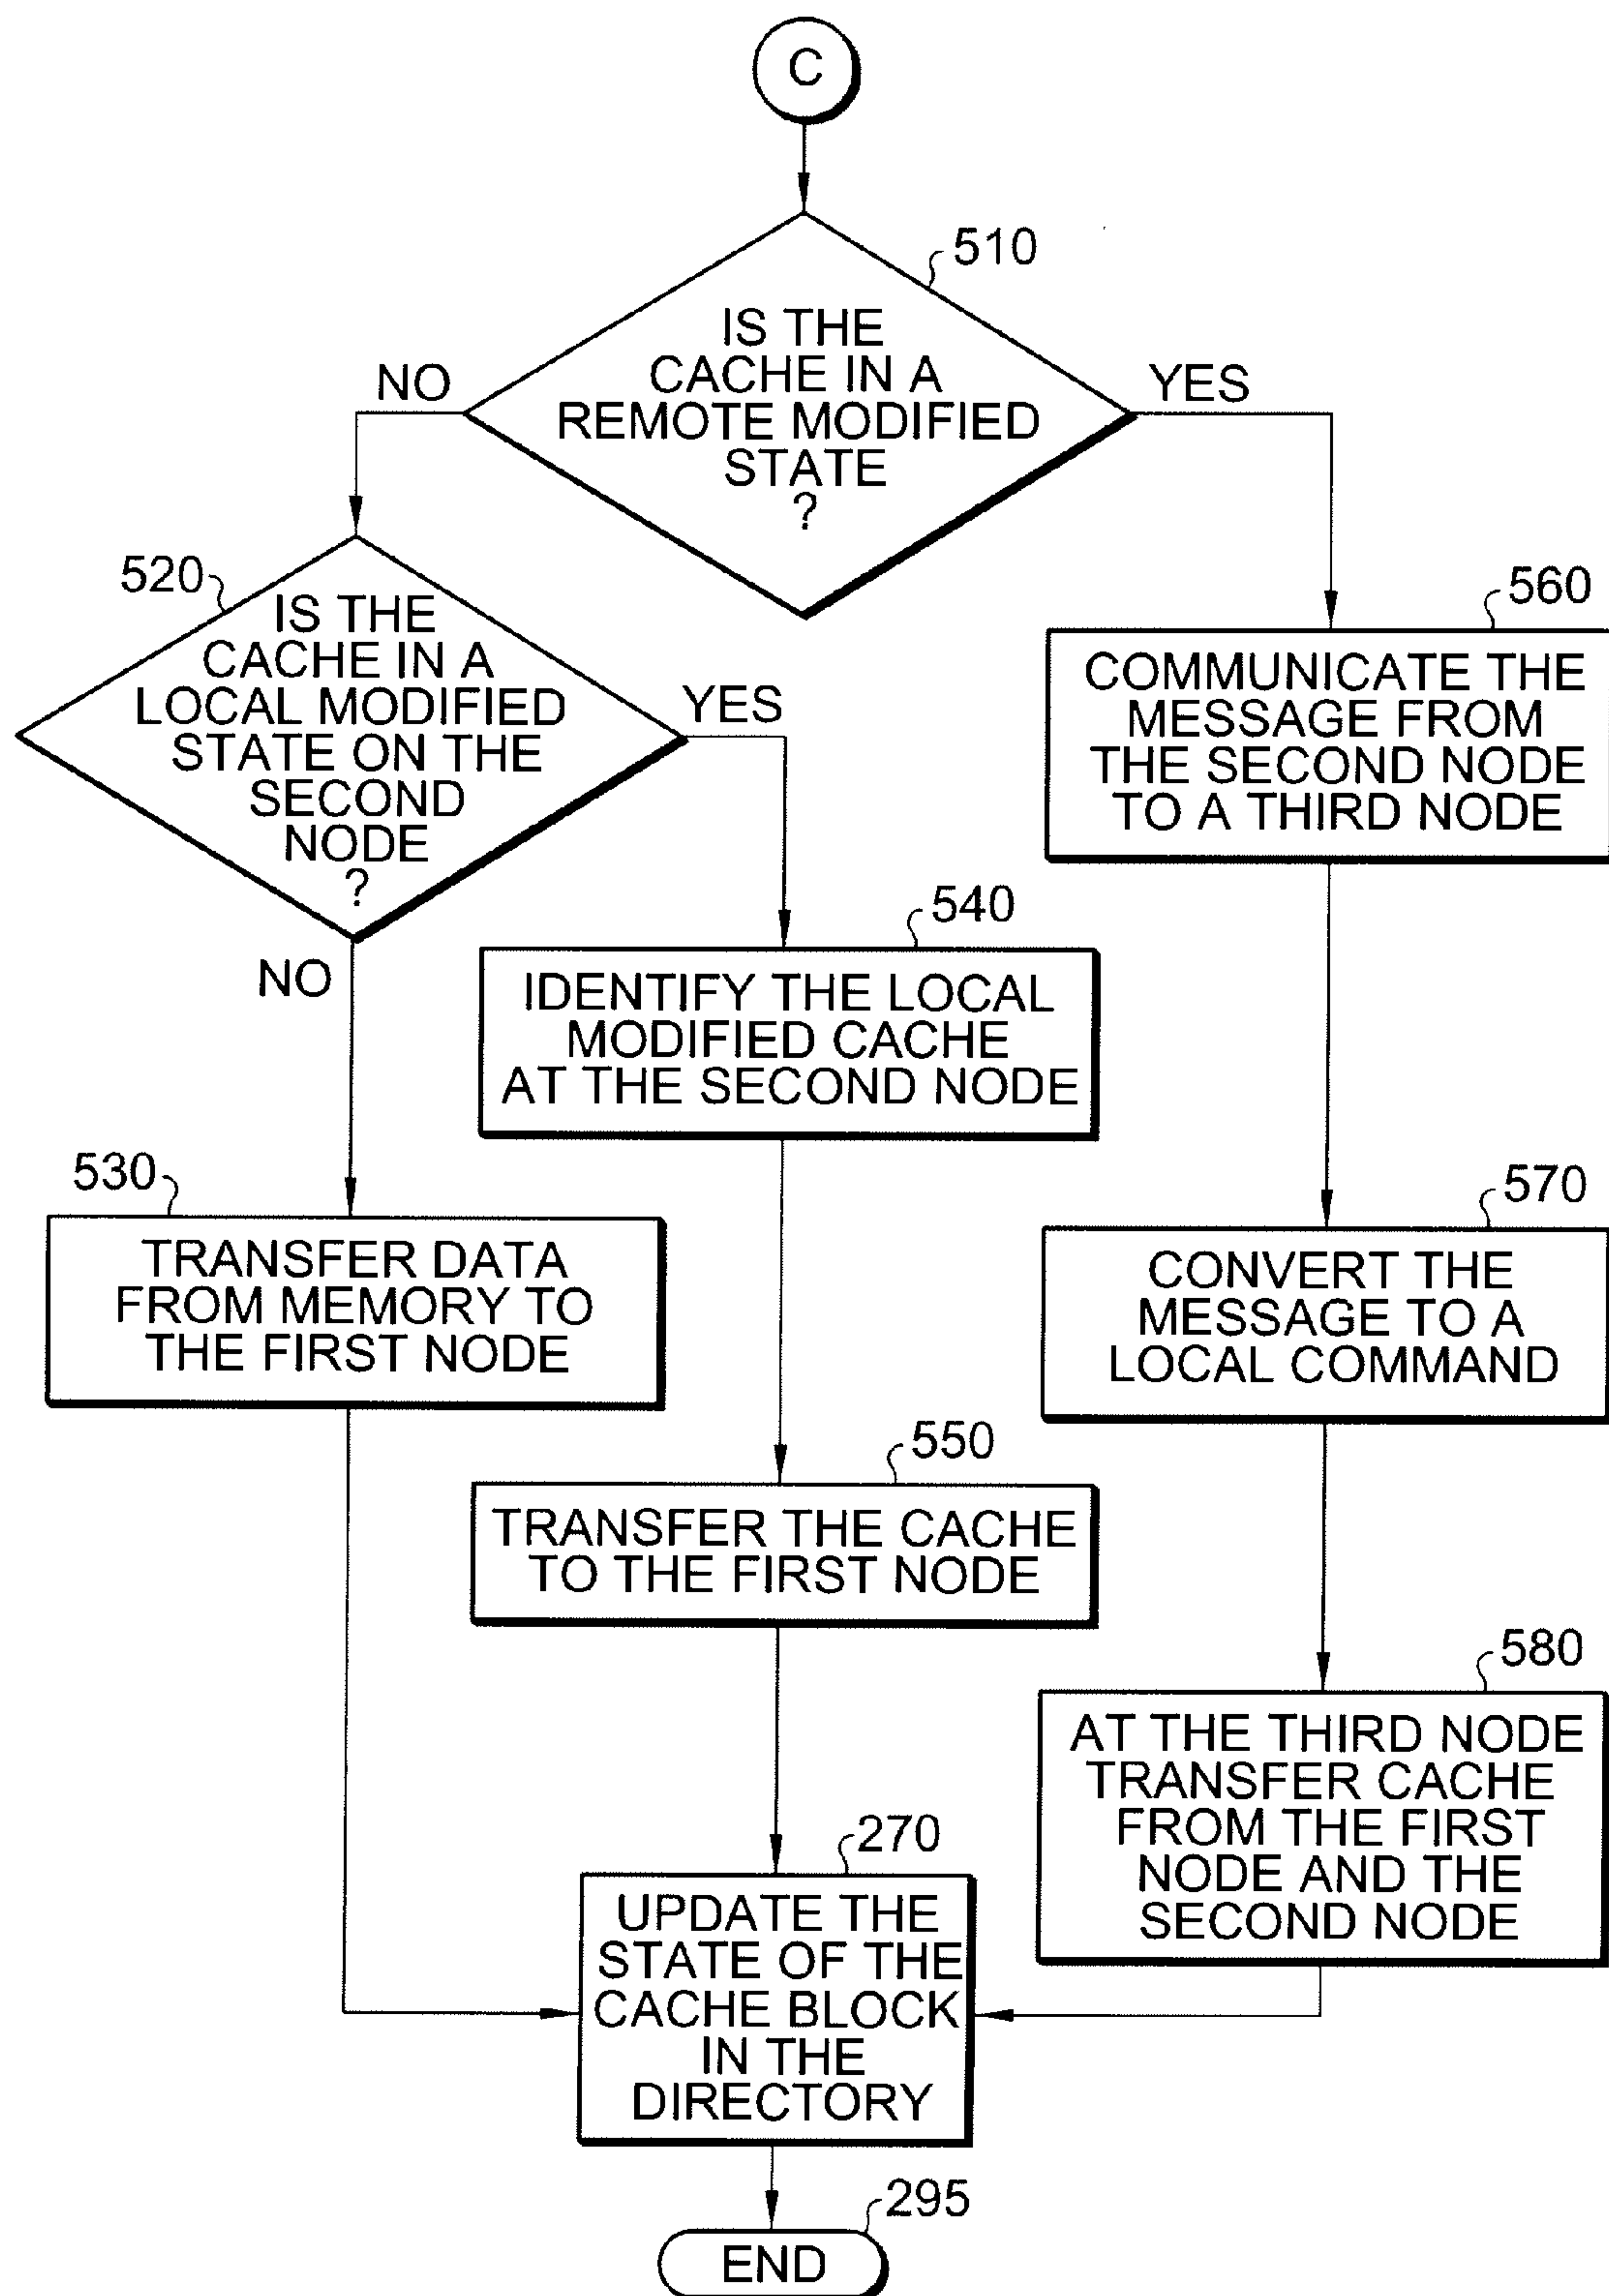 C
510
IS THE
CACHE IN A
REMOTE MODIFIED
STATE
?
NO
YES
520
IS THE
CACHE IN A
LOCAL MODIFIED
STATE ON THE
SECOND
NODE
?
YES
NO
560
COMMUNICATE THE
MESSAGE FROM
THE SECOND NODE
TO A THIRD NODE
540
IDENTIFY THE LOCAL
MODIFIED CACHE
AT THE SECOND NODE
530
TRANSFER DATA
FROM MEMORY TO
THE FIRST NODE
570
CONVERT THE
MESSAGE TO A
LOCAL COMMAND
550
TRANSFER THE CACHE
TO THE FIRST NODE
580
AT THE THIRD NODE
TRANSFER CACHE
FROM THE FIRST
NODE AND THE
SECOND NODE
270
UPDATE THE
STATE OF THE
CACHE BLOCK
IN THE
DIRECTORY
295
END